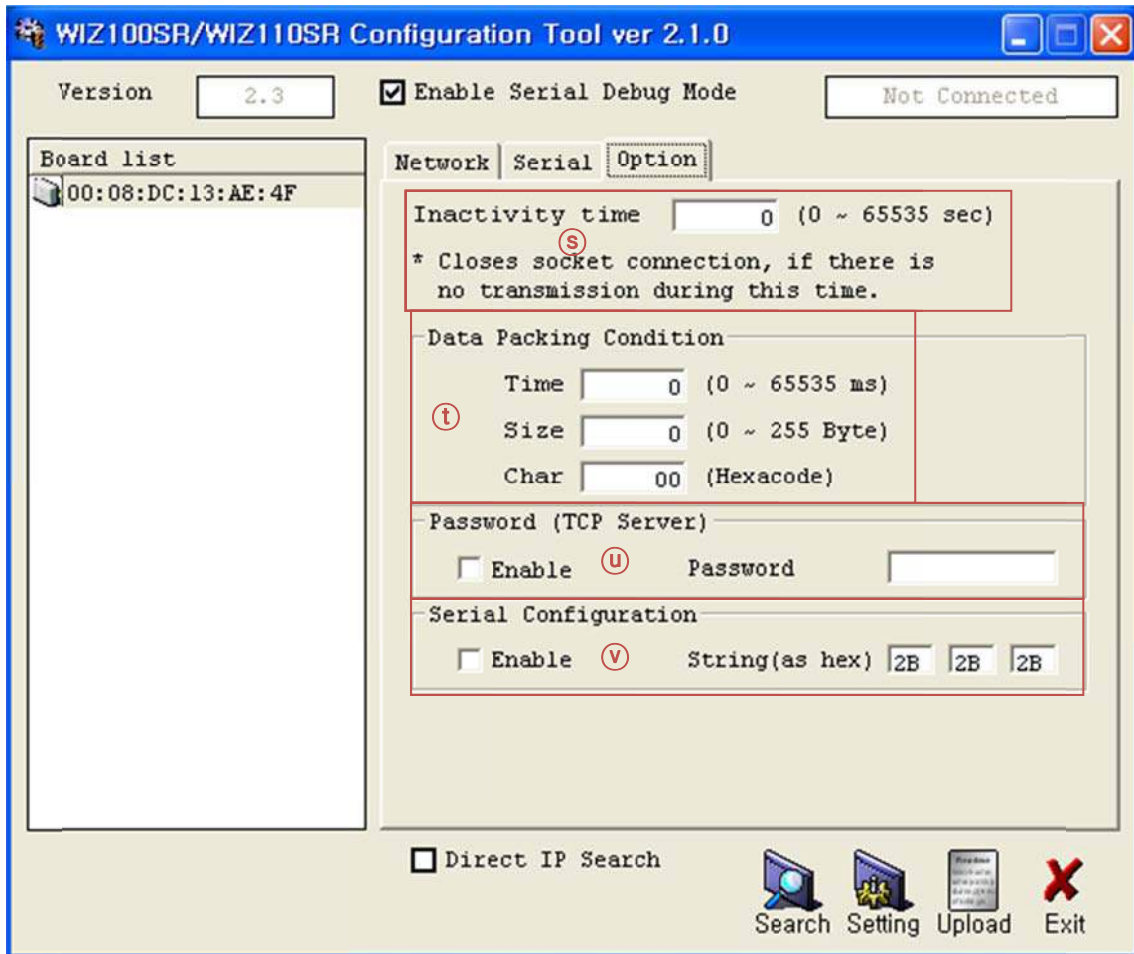 WIZ100SR/WIZ110SR Configuration Tool ver 2.1.0
Version 2.3 Enable Serial Debug Mode Not Connected
Board list
00:08:DC:13:AE:4F
Network Serial Option
Inactivity time 0 (0 ~ 65535 sec)
ⓢ
* Closes socket connection, if there is
no transmission during this time.
Data Packing Condition
Time 0 (0 ~ 65535 ms)
ⓣ
Size 0 (0 ~ 255 Byte)
Char 00 (Hexacode)
Password (TCP Server)
Enable ⓤ Password
Serial Configuration
Enable ⓥ String(as hex) 2B 2B 2B
Direct IP Search
Search Setting Upload Exit